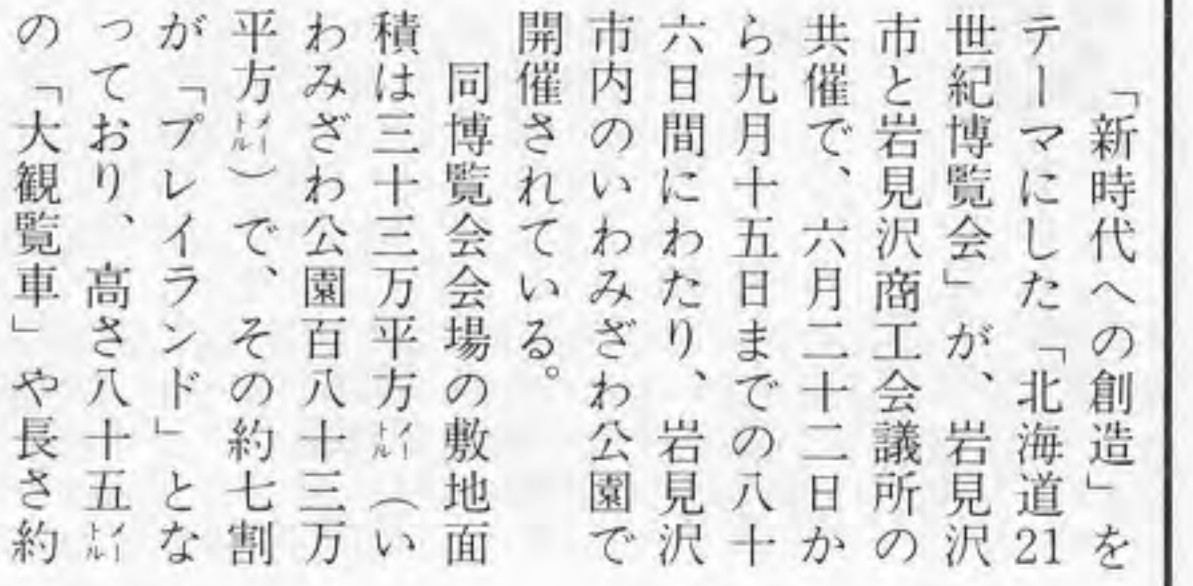 「新時代への創造」を
テーマにした「北海道21
世紀博覧会」が、岩見沢
市と岩見沢商工会議所の
共催で、六月二十二日か
ら九月十五日までの八十
六日間にわたり、岩見沢
市内のいわみざわ公園で
開催されている。
同博覧会会場の敷地面
積は三十三万平方メートル（い
わみざわ公園百八十三万
平方メートル）で、その約七割
が「プレイランド」とな
っており、高さ八十五メートル
の「大観覧車」や長さ約